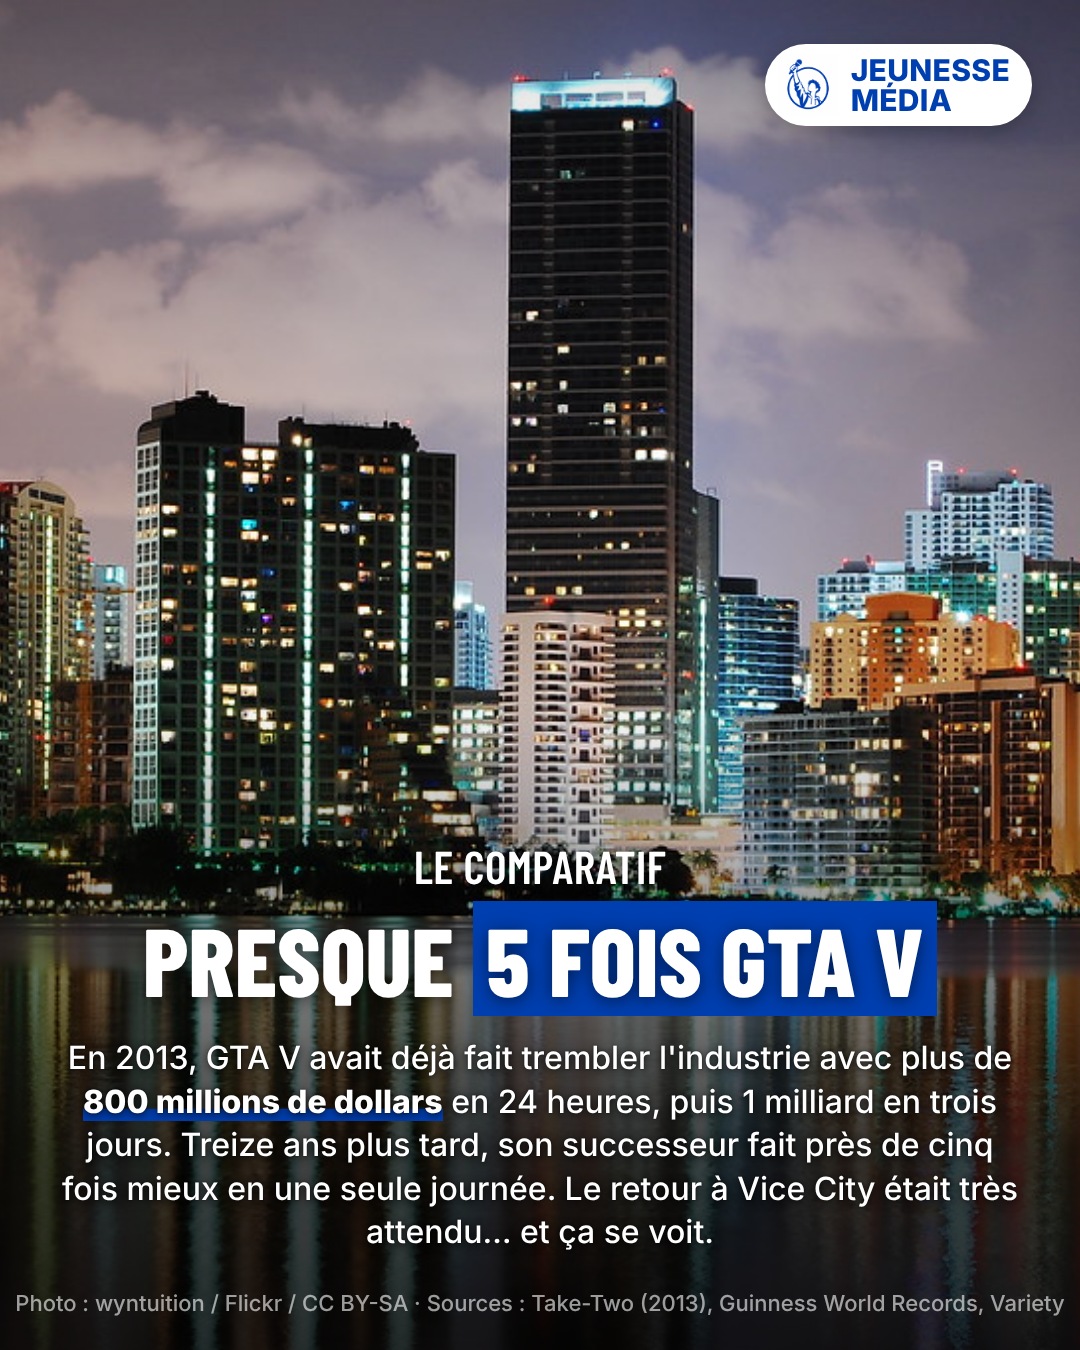 JEUNESSE
MÉDIA
LE COMPARATIF
PRESQUE 5 FOIS GTA V
En 2013, GTA V avait déjà fait trembler l'industrie avec plus de
800 millions de dollars en 24 heures, puis 1 milliard en trois
jours. Treize ans plus tard, son successeur fait près de cinq
fois mieux en une seule journée. Le retour à Vice City était très
attendu... et ça se voit.
Photo : wyntuition / Flickr / CC BY-SA · Sources : Take-Two (2013), Guinness World Records, Variety